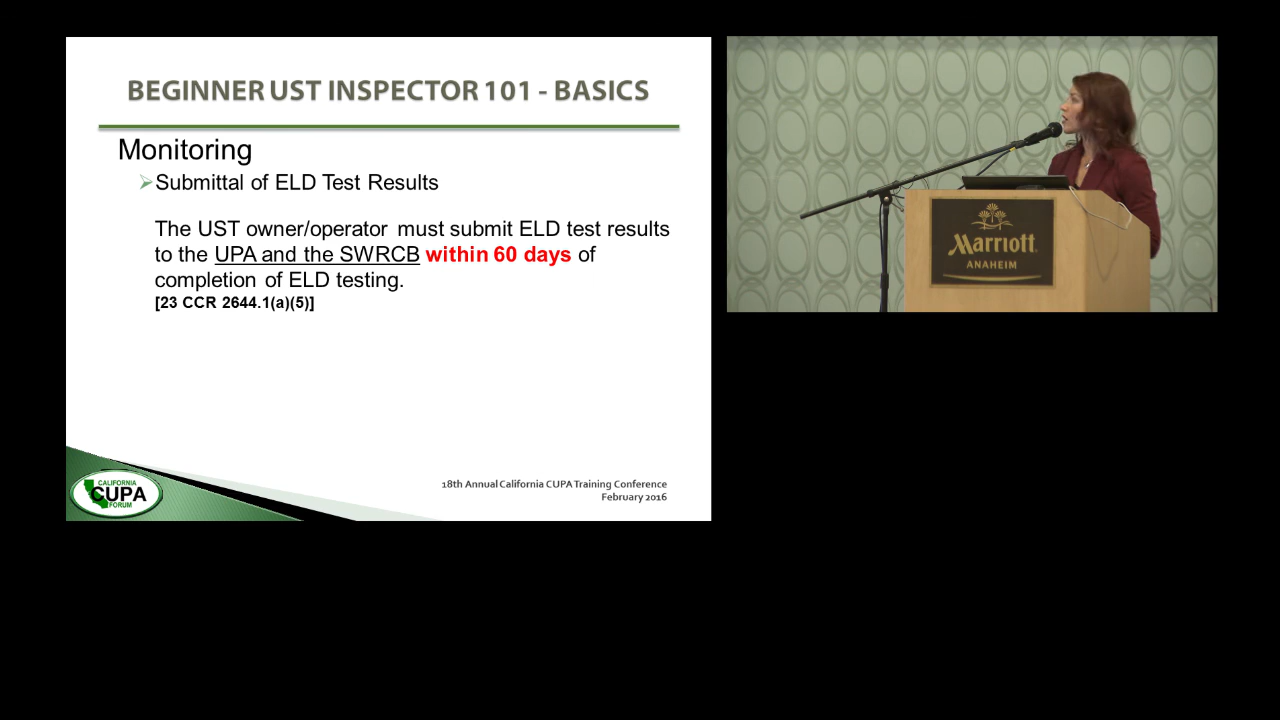 BEGINNER UST INSPECTOR 101 - BASICS
Monitoring
Submittal of ELD Test Results
The UST owner/operator must submit ELD test results
to the UPA and the SWRCB within 60 days of
completion of ELD testing.
[23 CCR 2644.1(a)(5)]
18th Annual California CUPA Training Conference
February 2016
CALIFORNIA
CUPA
FORUM
Marriott
ANAHEIM